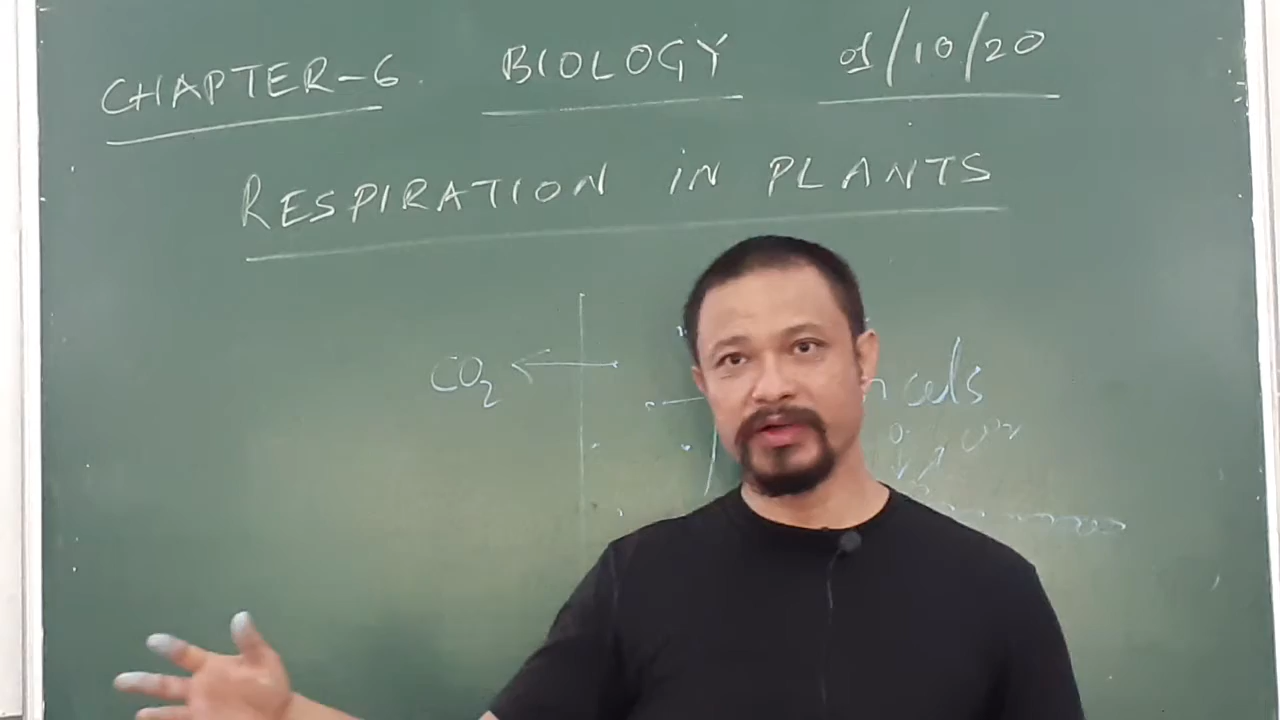 CHAPTER-6 BIOLOGY 01/10/20
RESPIRATION IN PLANTS
CO2
cells